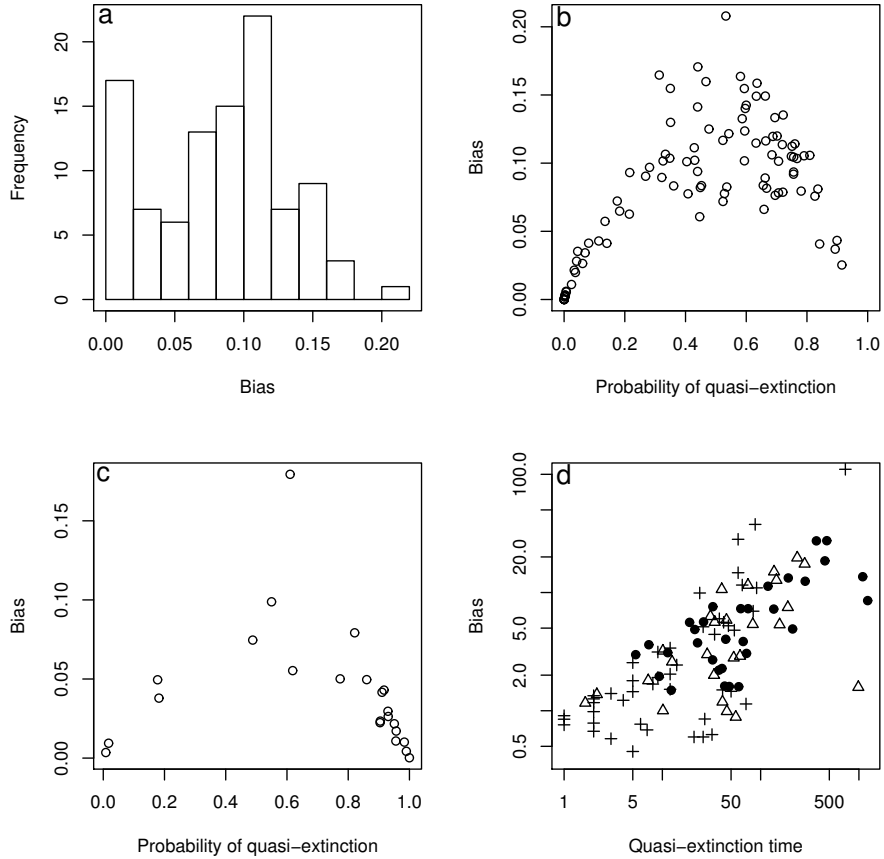 a
Frequency
20
15
10
5
0
0.00 0.05 0.10 0.15 0.20
Bias
b
Bias
0.20
0.15
0.10
0.05
0.00
0.0 0.2 0.4 0.6 0.8 1.0
Probability of quasi−extinction
c
Bias
0.15
0.10
0.05
0.00
0.0 0.2 0.4 0.6 0.8 1.0
Probability of quasi−extinction
d
Bias
100.0
20.0
5.0
2.0
0.5
1 5 50 500
Quasi−extinction time